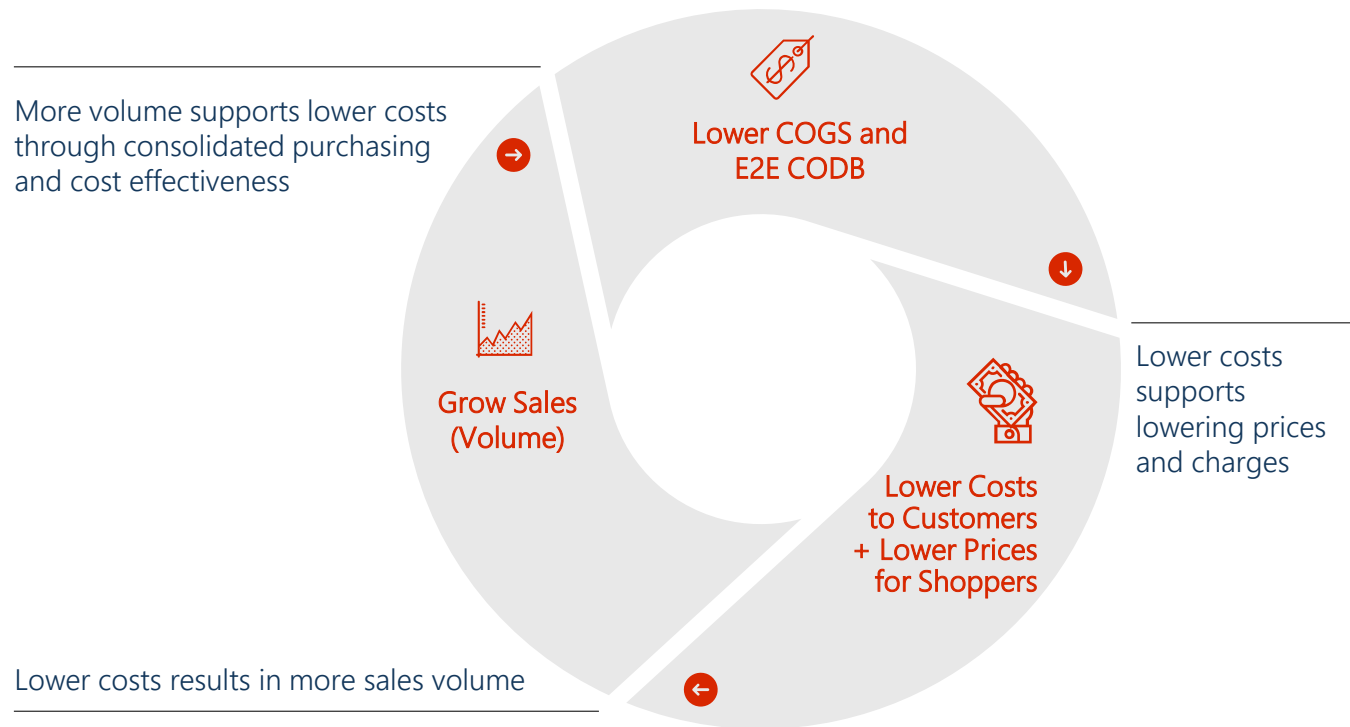 More volume supports lower costs
through consolidated purchasing
and cost effectiveness
Lower COGS and
E2E CODB
Grow Sales
(Volume)
Lower costs
supports
lowering prices
and charges
Lower Costs
to Customers
+ Lower Prices
for Shoppers
Lower costs results in more sales volume